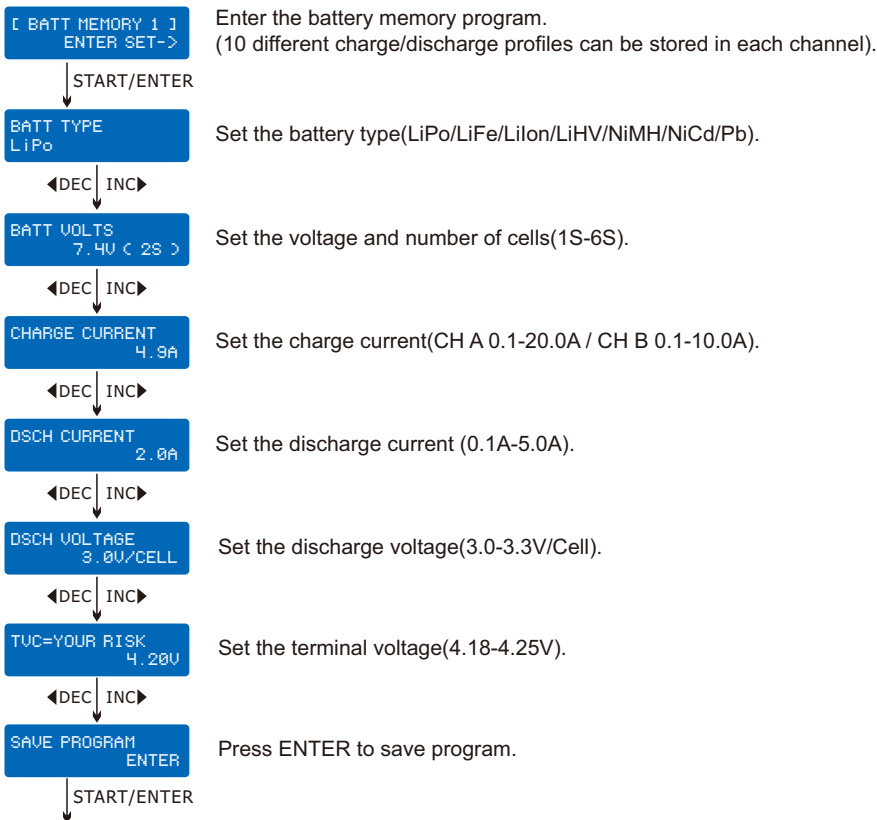 [ BATT MEMORY 1 ]
ENTER SET->
Enter the battery memory program.
(10 different charge/discharge profiles can be stored in each channel).
START/ENTER
BATT TYPE
LiPo
Set the battery type(LiPo/LiFe/LiIon/LiHV/NiMH/NiCd/Pb).
◀DEC INC▶
BATT VOLTS
7.4V ( 2S )
Set the voltage and number of cells(1S-6S).
◀DEC INC▶
CHARGE CURRENT
4.9A
Set the charge current(CH A 0.1-20.0A / CH B 0.1-10.0A).
◀DEC INC▶
DSCH CURRENT
2.0A
Set the discharge current (0.1A-5.0A).
◀DEC INC▶
DSCH VOLTAGE
3.0V/CELL
Set the discharge voltage(3.0-3.3V/Cell).
◀DEC INC▶
TVC=YOUR RISK
4.20V
Set the terminal voltage(4.18-4.25V).
◀DEC INC▶
SAVE PROGRAM
ENTER
Press ENTER to save program.
START/ENTER